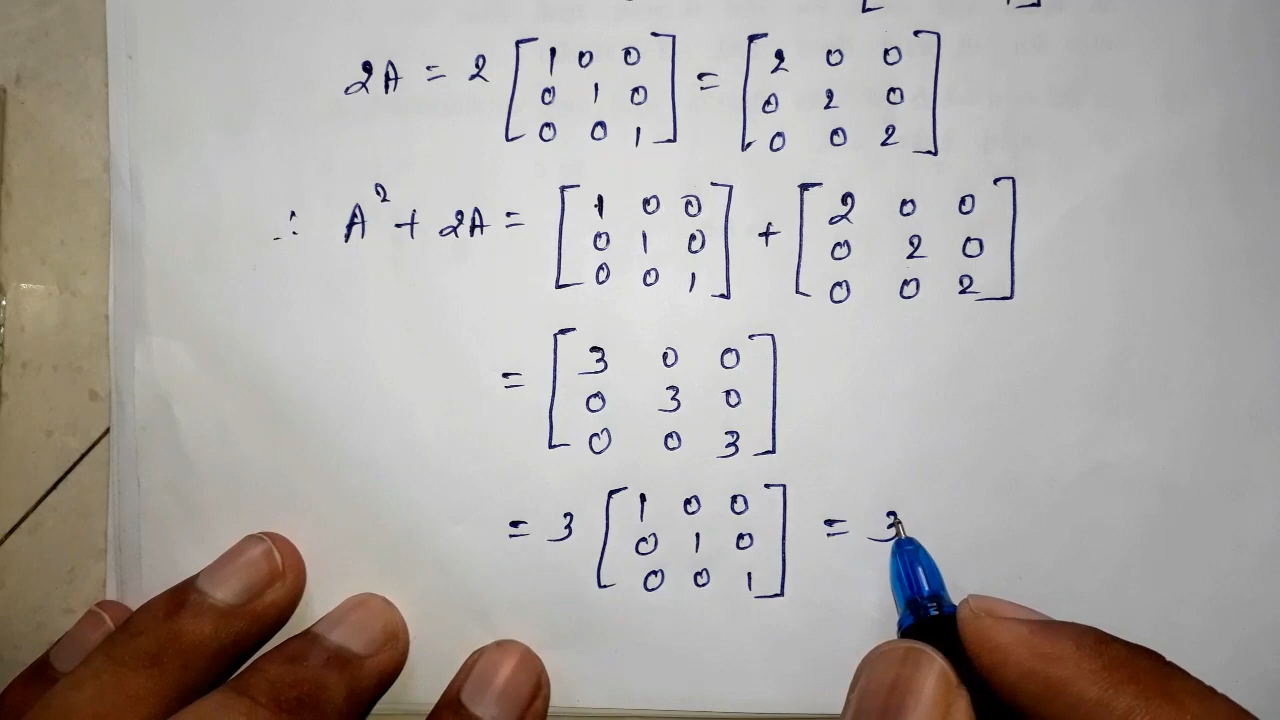 2A = 2 [1 0 0 = [2 0 0
0 1 0 0 2 0
0 0 1] 0 0 2]
∴ A² + 2A = [1 0 0 + [2 0 0
0 1 0 0 2 0
0 0 1] 0 0 2]
= [3 0 0
0 3 0
0 0 3]
= 3 [1 0 0 = 3
0 1 0
0 0 1]